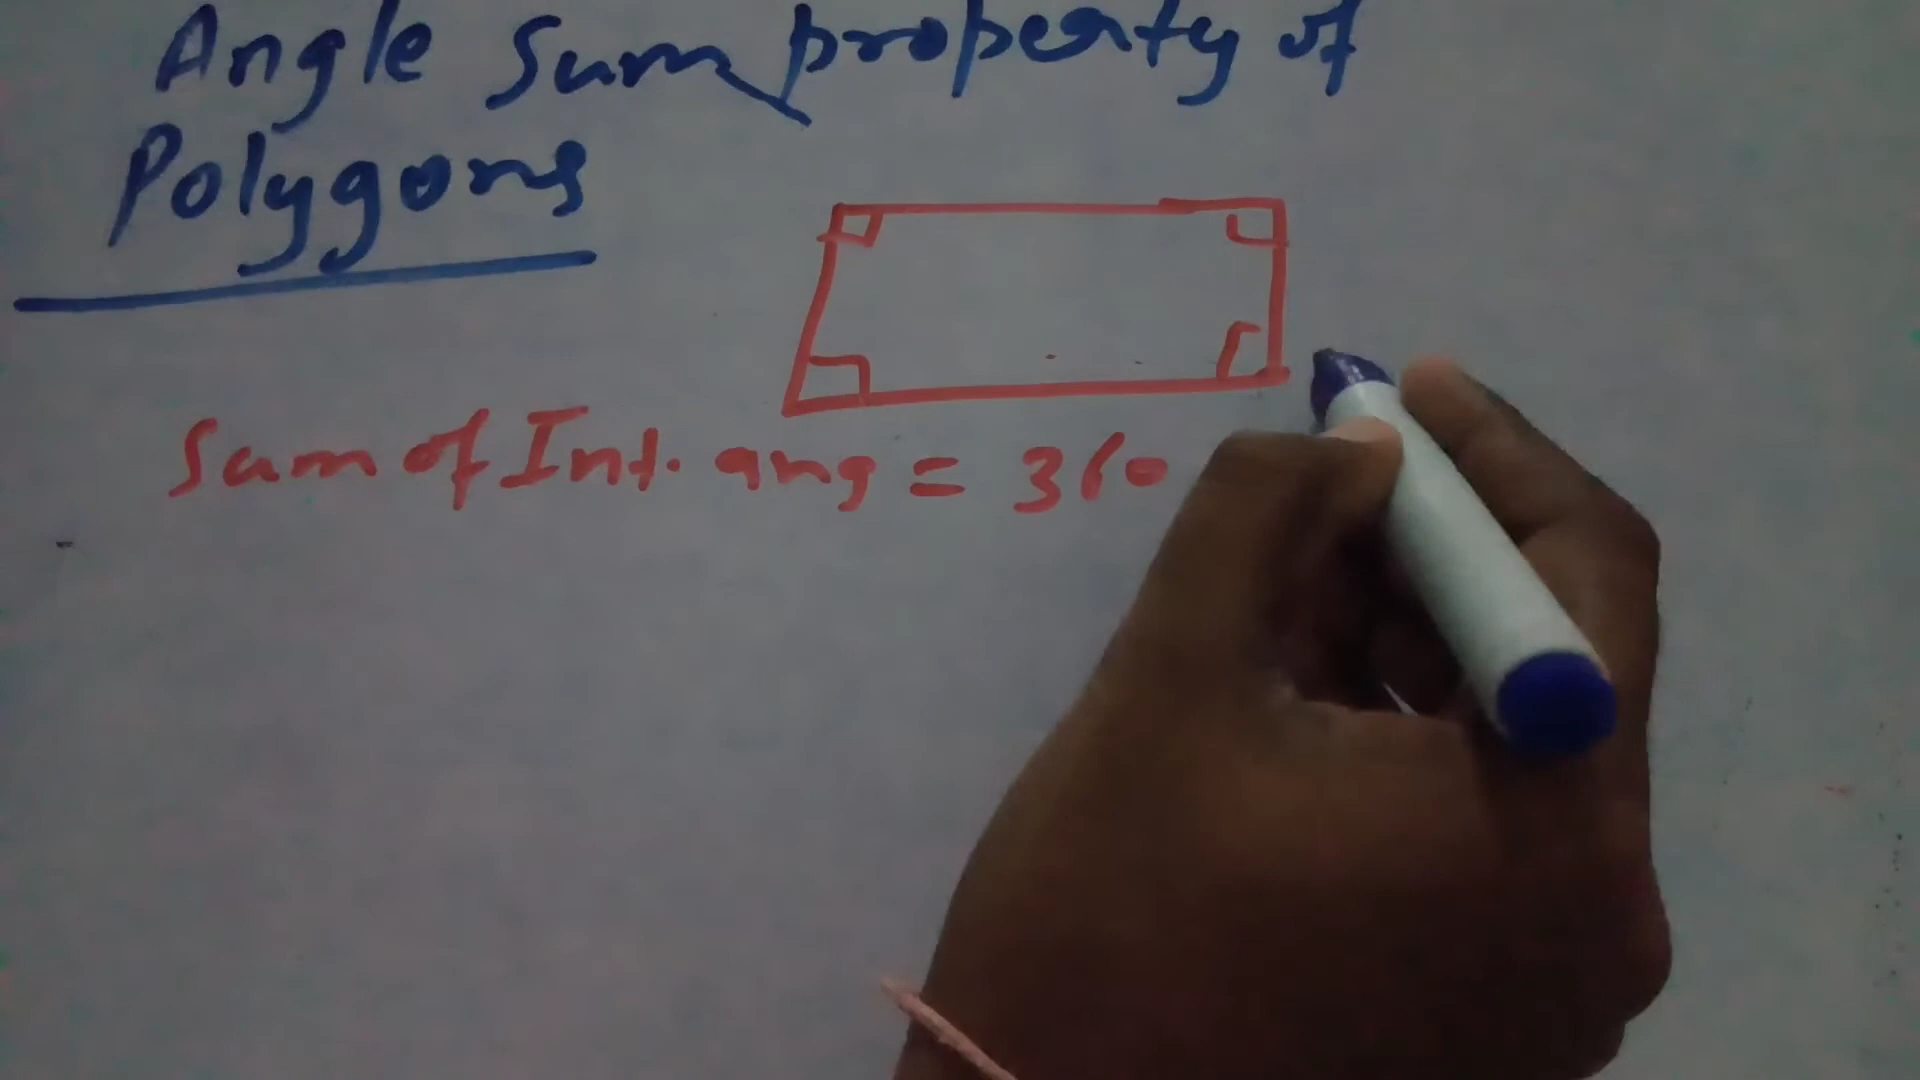 Angle Sum property of
Polygons
Sum of Int. ang = 360